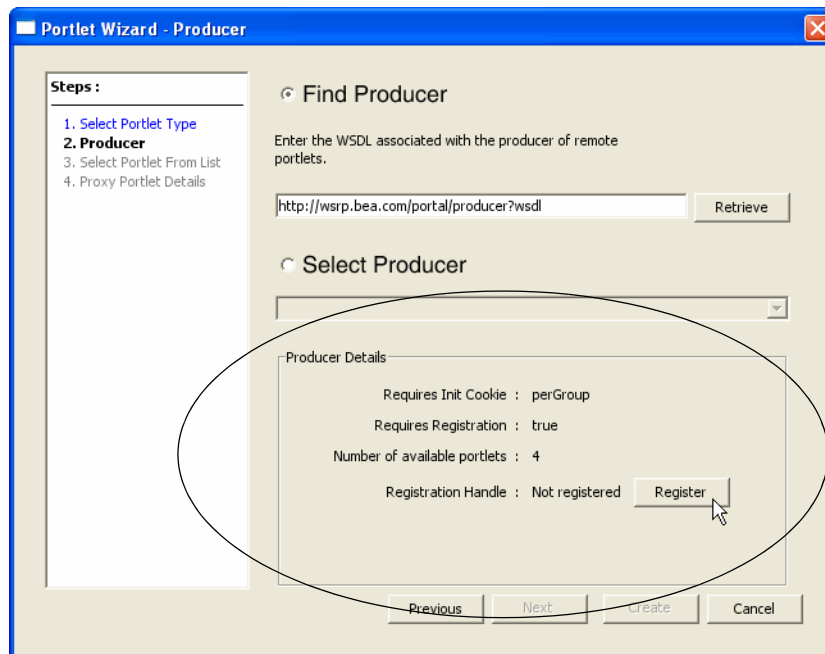 Portlet Wizard - Producer
Steps :
1. Select Portlet Type
2. Producer
3. Select Portlet From List
4. Proxy Portlet Details
Find Producer
Enter the WSDL associated with the producer of remote
portlets.
http://wsrp.bea.com/portal/producer?wsdl
Retrieve
Select Producer
Producer Details
Requires Init Cookie : perGroup
Requires Registration : true
Number of available portlets : 4
Registration Handle : Not registered Register
Previous Next Create Cancel